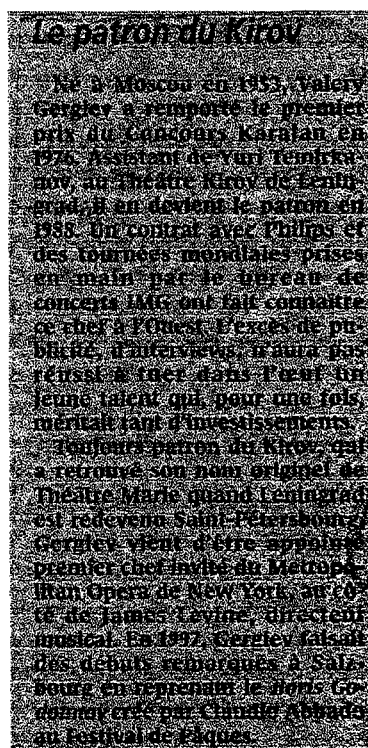 Le patron du Kirov
Né à Moscou en 1953, Valery
Gergiev a remporté le premier
prix du Concours Karajan en
1976. Assistant de Yuri Temirka-
nov, au Théâtre Kirov de Lenin-
grad, il en devient le patron en
1988. Un contrat avec Philips et
des tournées mondiales prises
en main par le bureau de
concerts IMG ont fait connaître
ce chef à l'Ouest. L'excès de pu-
blicité, d'interviews, n'aura pas
réussi à tuer dans l'œuf un
jeune talent qui, pour une fois,
méritait tant d'investissements.
Toujours patron du Kirov, qui
a retrouvé son nom originel de
Théâtre Marie quand Leningrad
est redevenu Saint-Pétersbourg,
Gergiev vient d'être appointé
premier chef invité du Metropo-
litan Opera de New York, au cô-
té de James Levine, directeur
musical. En 1997, Gergiev faisait
des débuts remarqués à Salz-
bourg en reprenant le Boris Go-
dounov créé par Claudio Abbado
au Festival de Pâques.